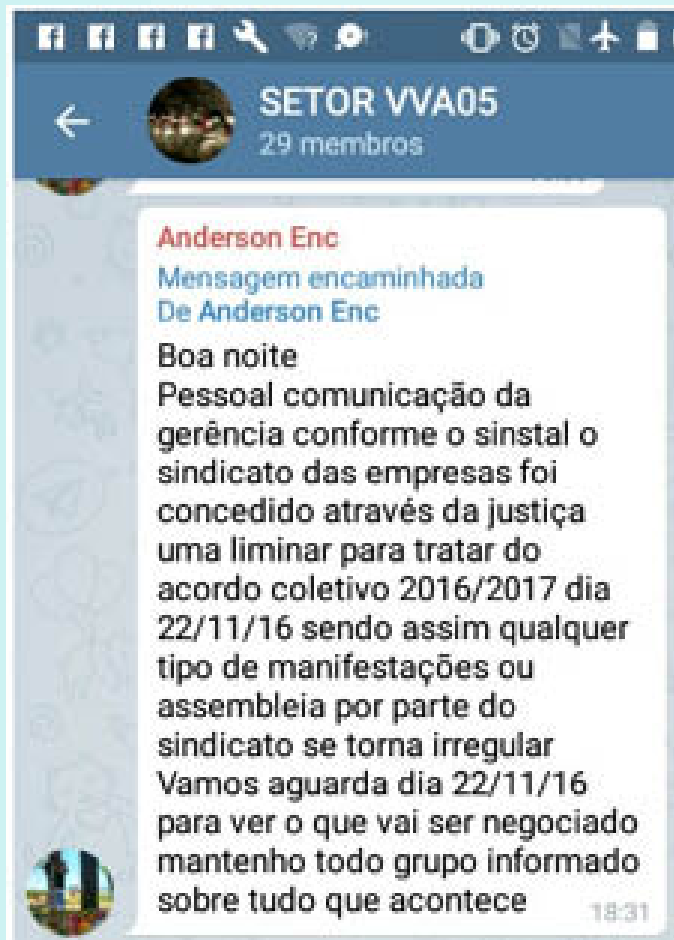 SETOR VVA05
29 membros
Anderson Enc
Mensagem encaminhada
De Anderson Enc
Boa noite
Pessoal comunicação da
gerência conforme o sinstal o
sindicato das empresas foi
concedido através da justiça
uma liminar para tratar do
acordo coletivo 2016/2017 dia
22/11/16 sendo assim qualquer
tipo de manifestações ou
assembleia por parte do
sindicato se torna irregular
Vamos aguarda dia 22/11/16
para ver o que vai ser negociado
mantenho todo grupo informado
sobre tudo que acontece
18:31